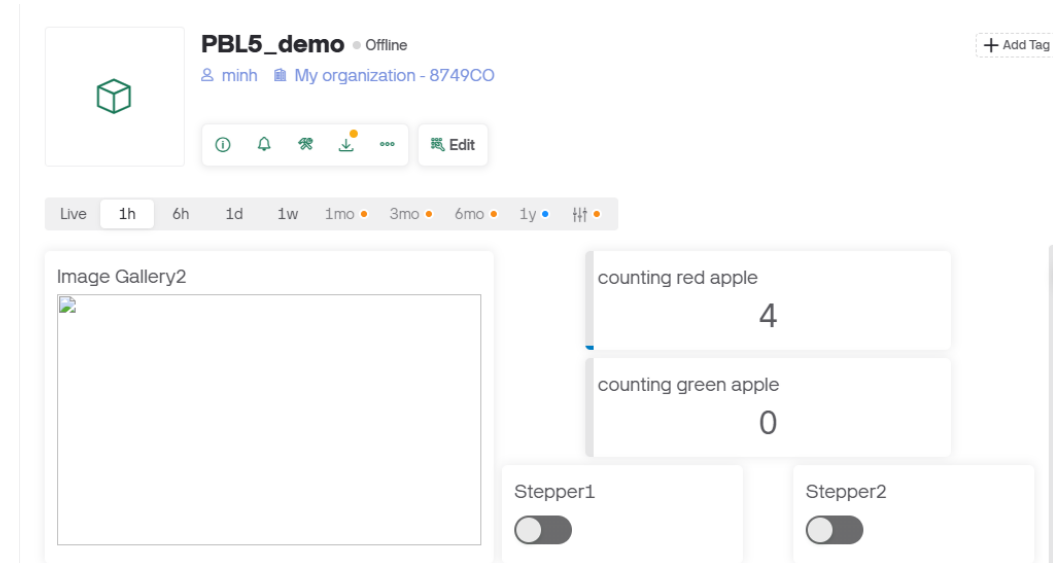 PBL5_demo Offline
+ Add Tag
minh My organization - 8749CO
Edit
Live 1h 6h 1d 1w 1mo 3mo 6mo 1y
Image Gallery2
counting red apple
4
counting green apple
0
Stepper1
Stepper2